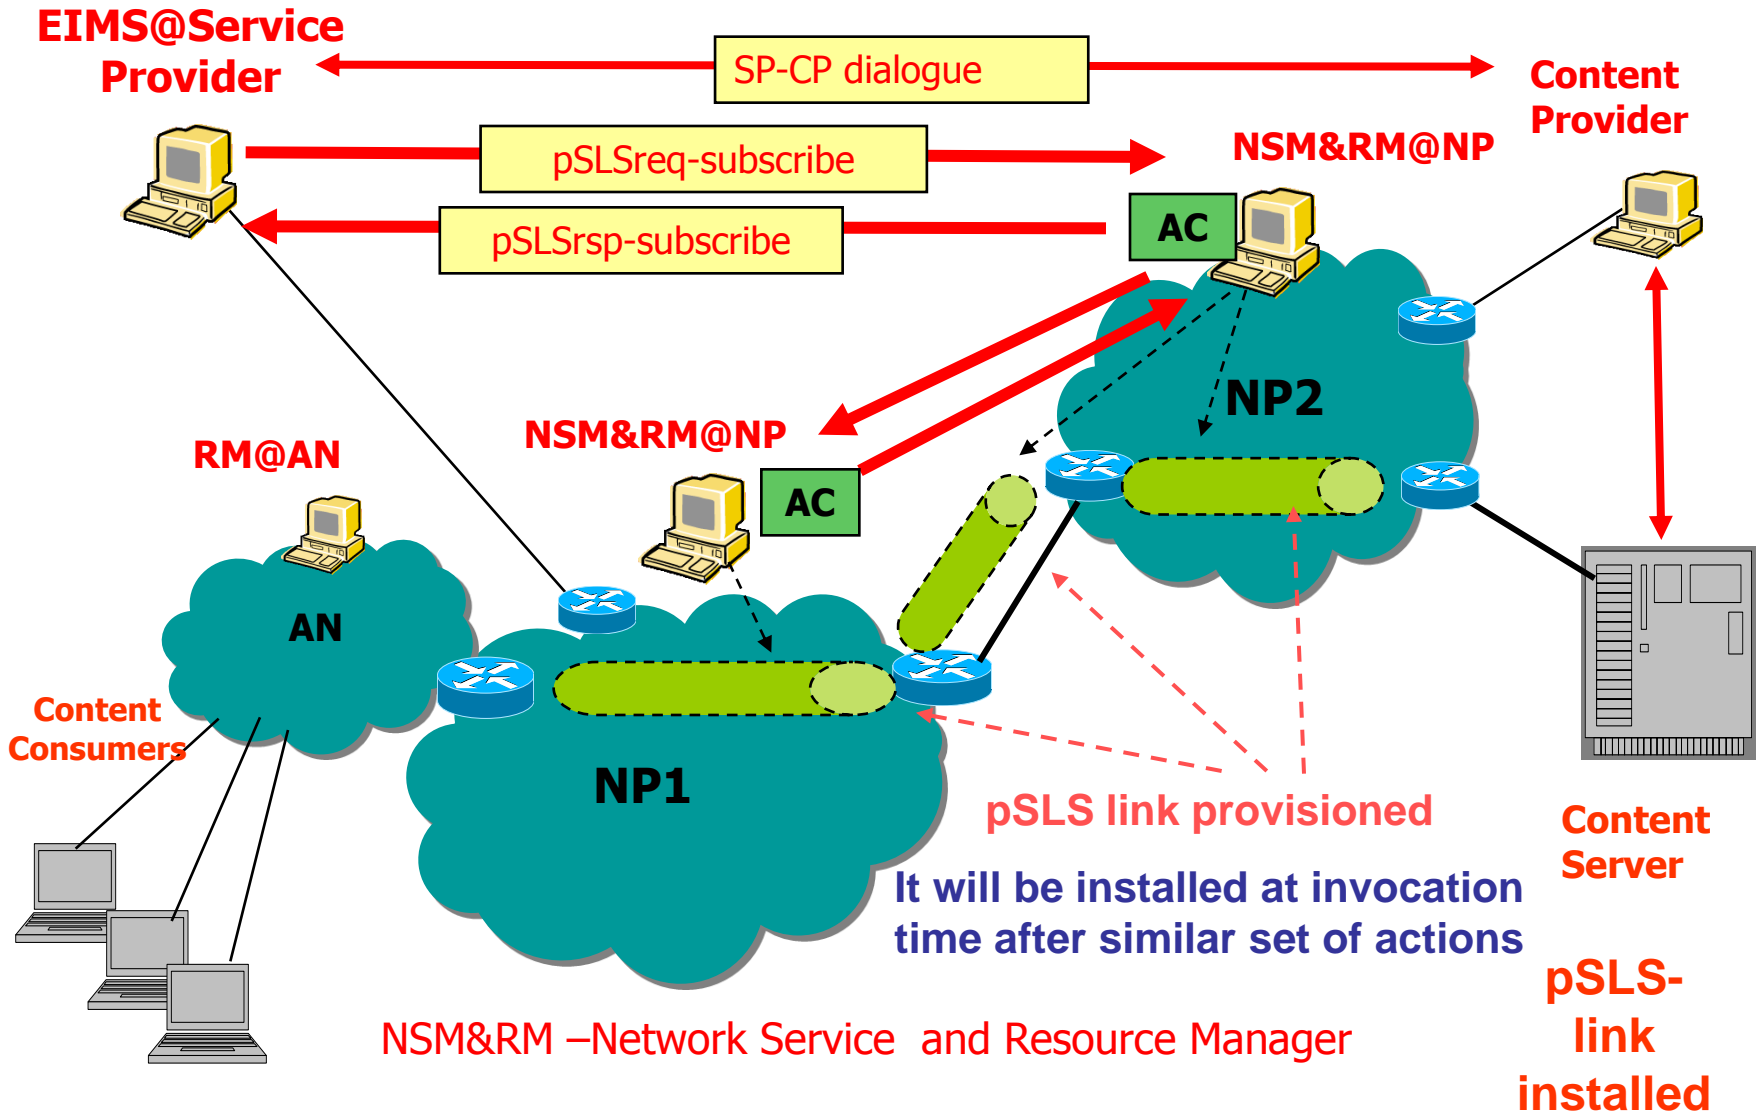 EIMS@Service
Provider
SP-CP dialogue
Content
Provider
pSLSreq-subscribe
NSM&RM@NP
pSLSrsp-subscribe
AC
NP2
NSM&RM@NP
RM@AN
AC
AN
Content
Consumers
NP1
pSLS link provisioned
Content
Server
It will be installed at invocation
time after similar set of actions
pSLS-
link
installed
NSM&RM –Network Service and Resource Manager